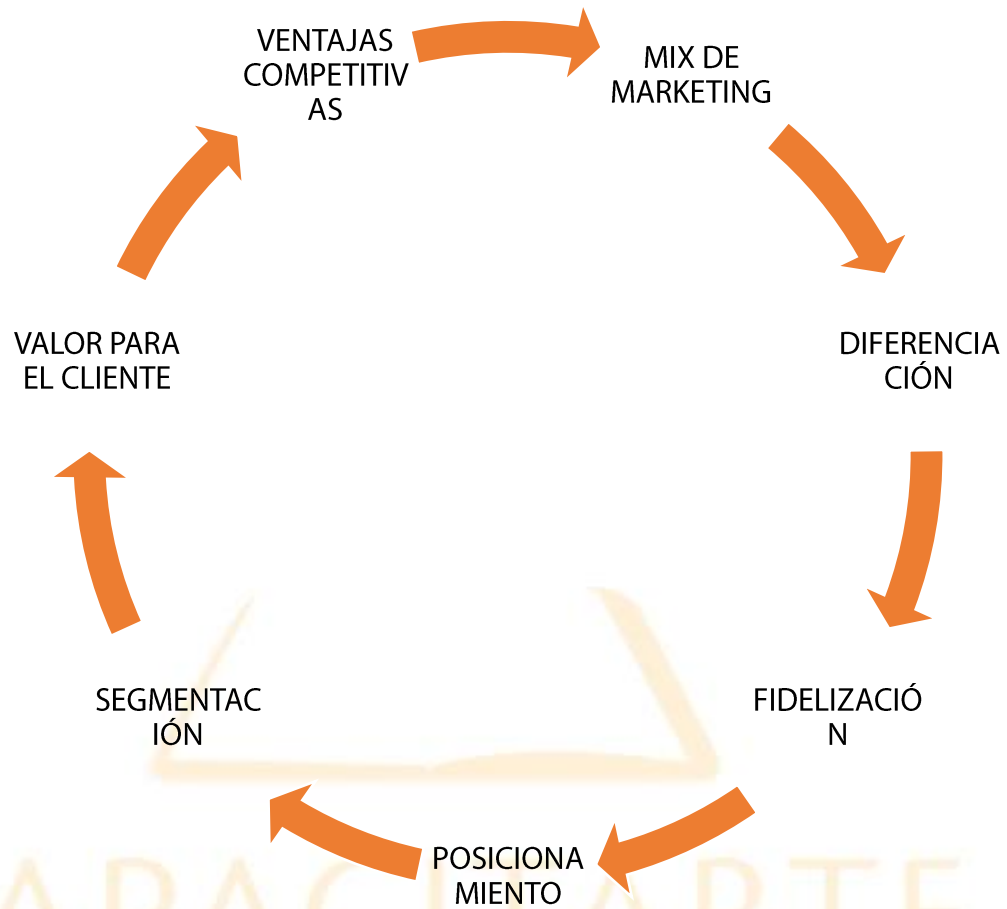 VENTAJAS
COMPETITIV
AS
MIX DE
MARKETING
DIFERENCIA
CIÓN
FIDELIZACIÓ
N
POSICIONA
MIENTO
SEGMENTAC
IÓN
VALOR PARA
EL CLIENTE